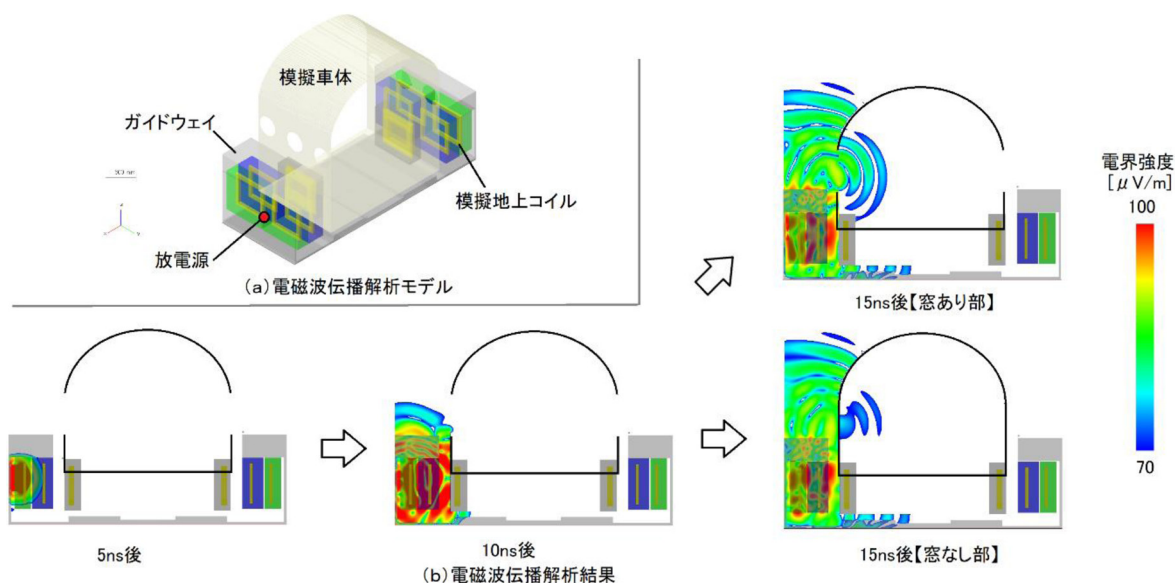 模擬車体
ガイドウェイ
模擬地上コイル
放電源
(a)電磁波伝播解析モデル
電界強度
[μV/m]
100
70
15ns後【窓あり部】
5ns後
10ns後
15ns後【窓なし部】
(b)電磁波伝播解析結果